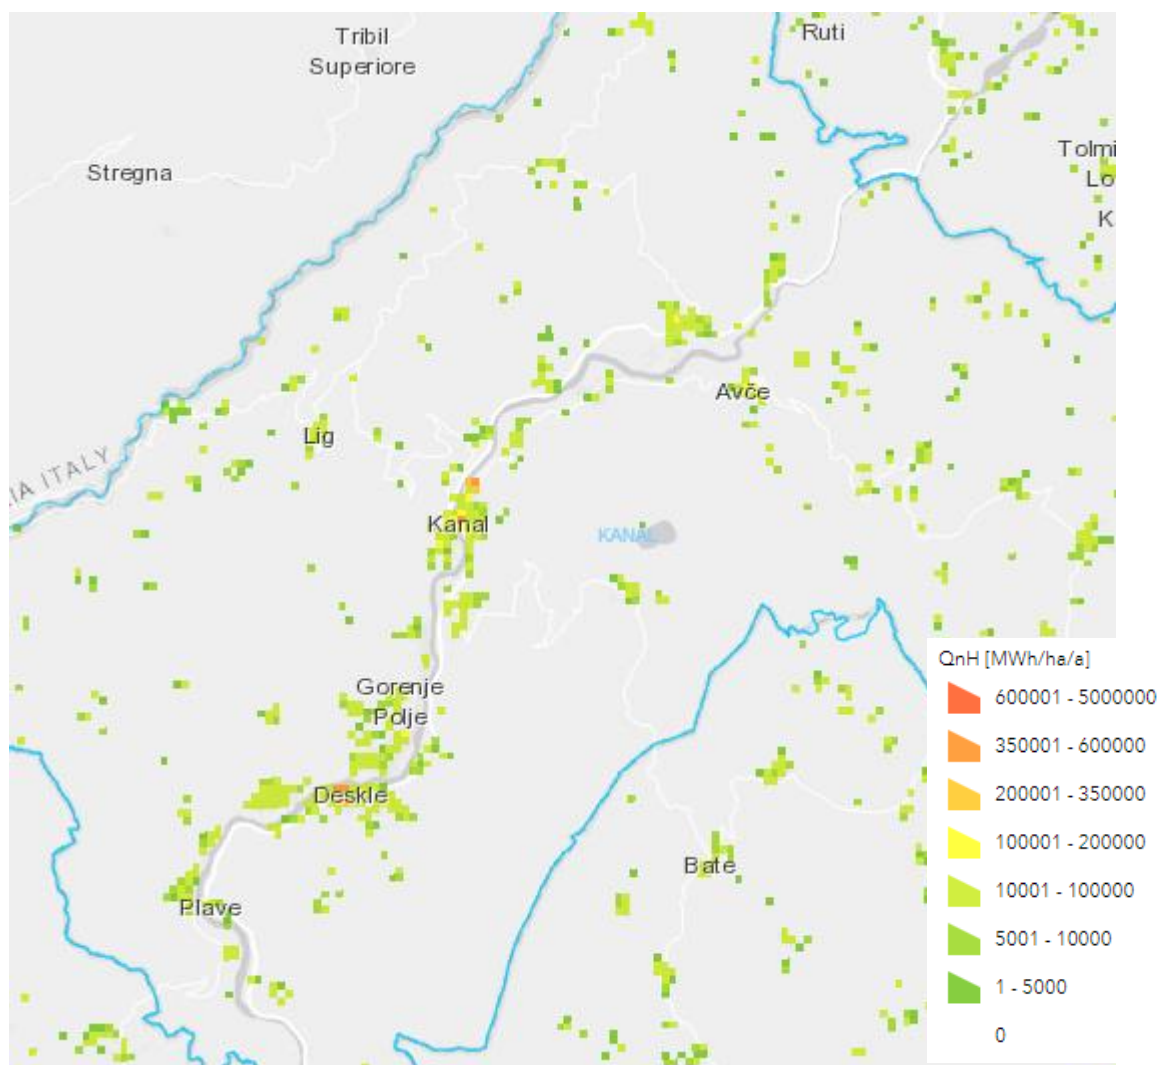 Tribil
Superiore
Ruti
Stregna
Tolmi
Lo
K
Avče
Lig
IA ITALY
Kanal
KANAL
Gorenje
Polje
Deskle
Bate
Plave
QnH [MWh/ha/a]
600001 - 5000000
350001 - 600000
200001 - 350000
100001 - 200000
10001 - 100000
5001 - 10000
1 - 5000
0